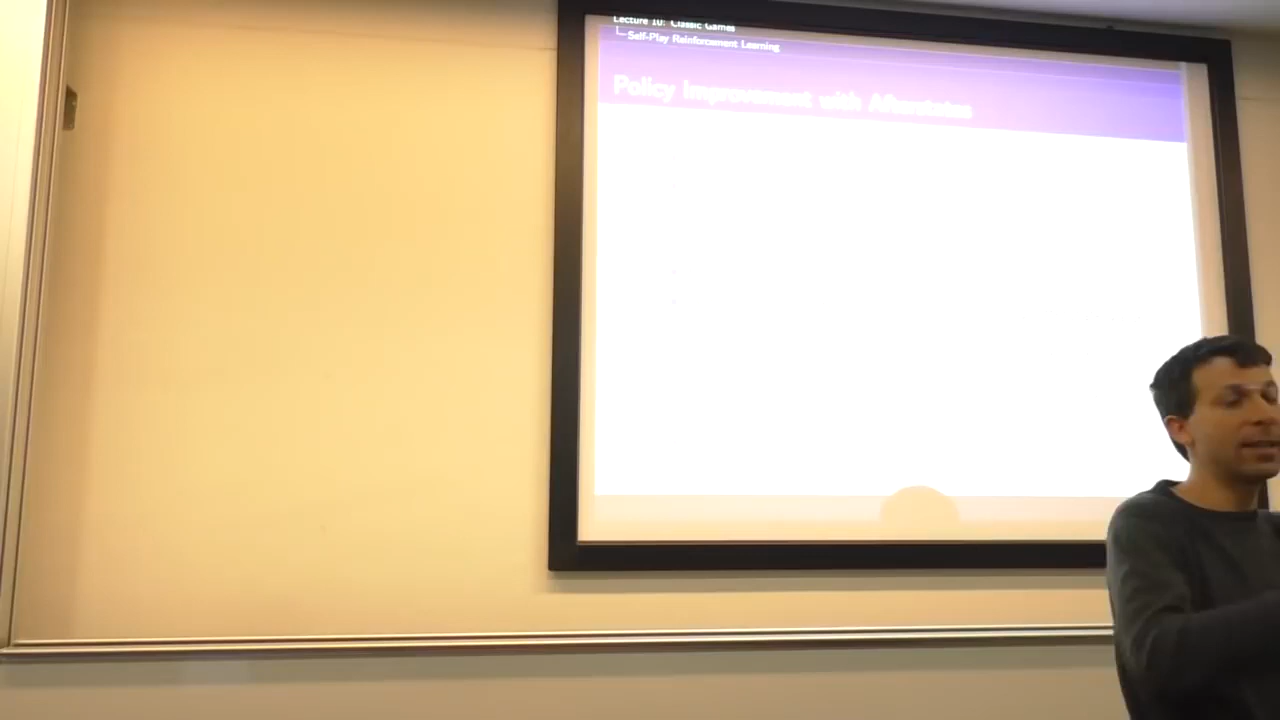 Lecture 10: Classic Games
Self-Play Reinforcement Learning
Policy Improvement with Afterstates